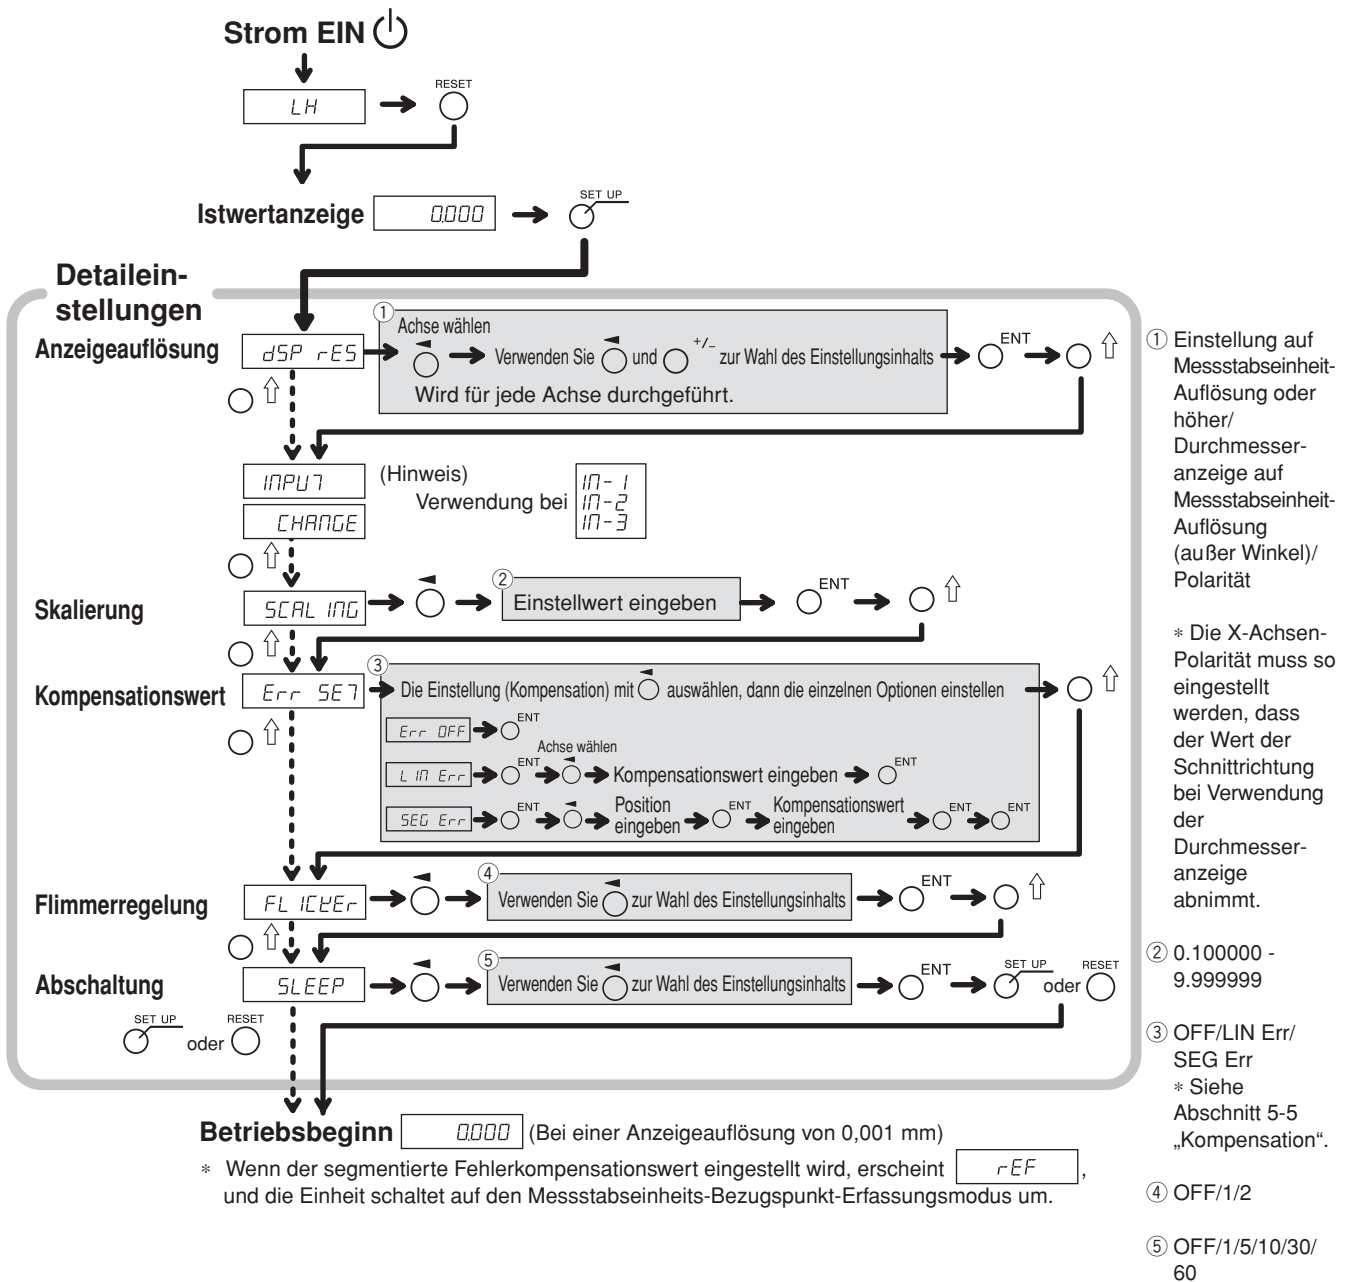 Strom EIN
LH
RESET
Istwertanzeige 0.000
SET UP
Detailein-
stellungen
Anzeigeauflösung
dSP rES
①
Achse wählen
Verwenden Sie und +/- zur Wahl des Einstellungsinhalts
Wird für jede Achse durchgeführt.
ENT
INPUT
CHANGE
(Hinweis)
Verwendung bei
IN-1
IN-2
IN-3
Skalierung
SCALING
②
Einstellwert eingeben
ENT
Kompensationswert
Err SET
③
Die Einstellung (Kompensation) mit auswählen, dann die einzelnen Optionen einstellen
Err OFF ENT
Achse wählen
LIN Err ENT Kompensationswert eingeben ENT
SEG Err ENT Position eingeben ENT Kompensationswert eingeben ENT ENT
Flimmerregelung
FLICKEr
④
Verwenden Sie zur Wahl des Einstellungsinhalts
ENT
Abschaltung
SLEEP
⑤
Verwenden Sie zur Wahl des Einstellungsinhalts
ENT
SET UP oder RESET
SET UP oder RESET
Betriebsbeginn 0.000 (Bei einer Anzeigeauflösung von 0,001 mm)
* Wenn der segmentierte Fehlerkompensationswert eingestellt wird, erscheint rEF ,
und die Einheit schaltet auf den Messstabseinheits-Bezugspunkt-Erfassungsmodus um.
① Einstellung auf
Messstabseinheit-
Auflösung oder
höher/
Durchmesser-
anzeige auf
Messstabseinheit-
Auflösung
(außer Winkel)/
Polarität
* Die X-Achsen-
Polarität muss so
eingestellt
werden, dass
der Wert der
Schnittrichtung
bei Verwendung
der
Durchmesser-
anzeige
abnimmt.
② 0.100000 -
9.999999
③ OFF/LIN Err/
SEG Err
* Siehe
Abschnitt 5-5
„Kompensation“.
④ OFF/1/2
⑤ OFF/1/5/10/30/
60